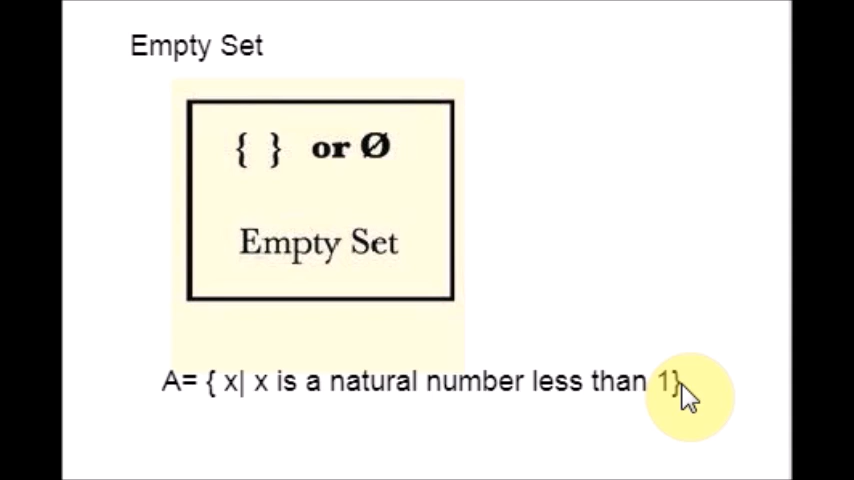 Empty Set
{ } or Ø
Empty Set
A= { x| x is a natural number less than 1}